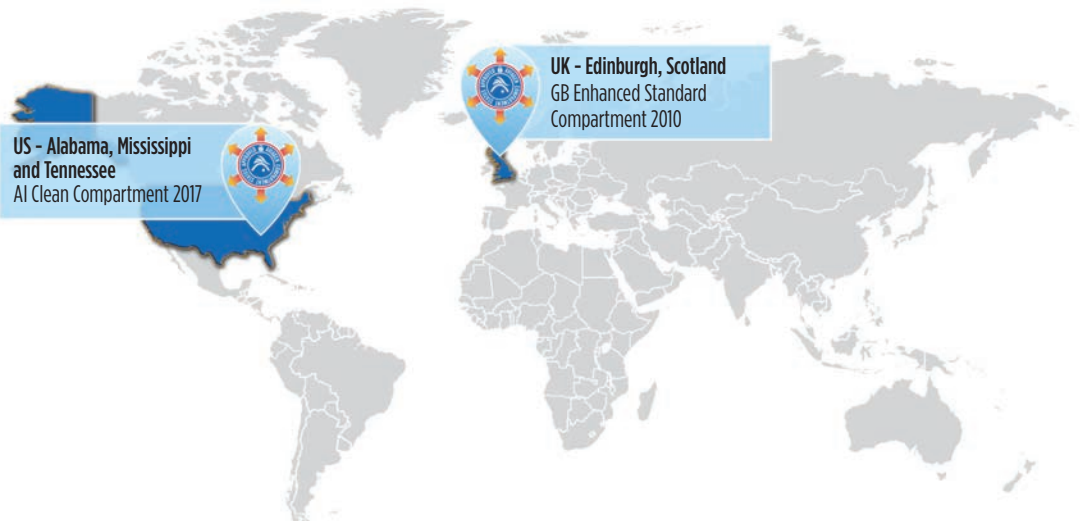 UK - Edinburgh, Scotland
GB Enhanced Standard
Compartment 2010
US - Alabama, Mississippi
and Tennessee
AI Clean Compartment 2017